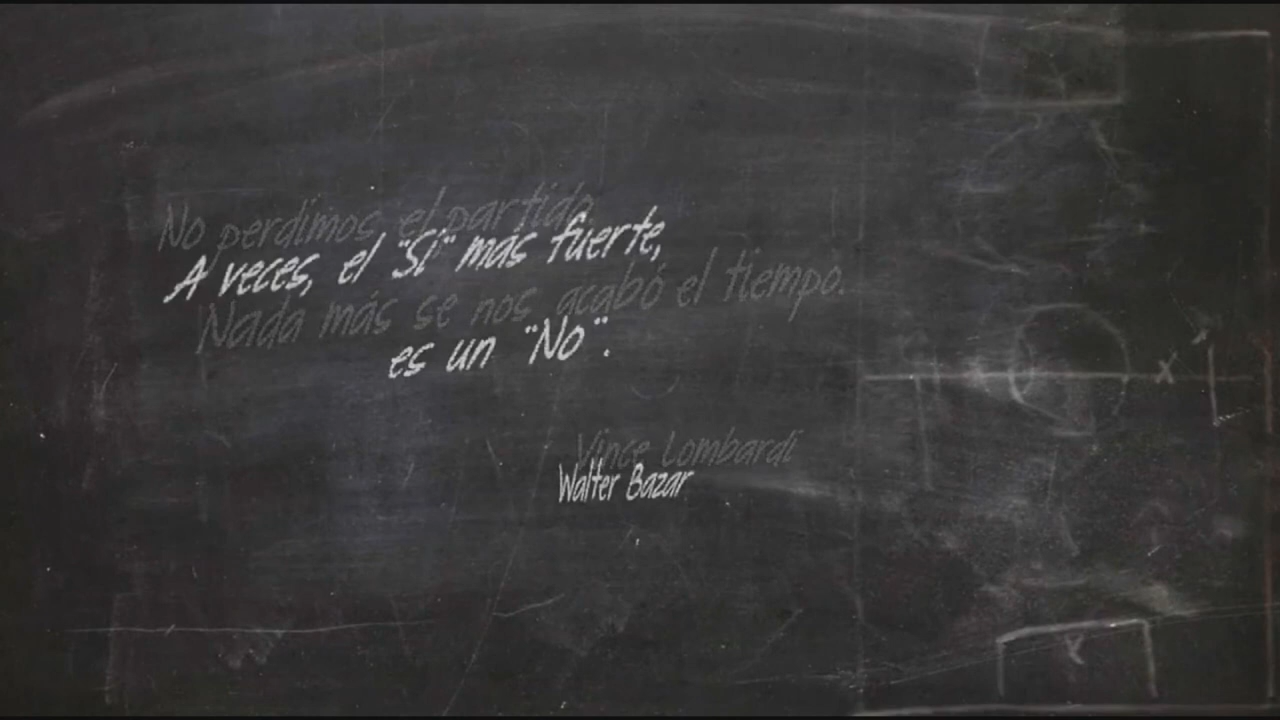 No perdimos el partido
A veces, el "Sí" más fuerte,
Nada más se nos acabó el tiempo.
es un "No".
Vince Lombardi
Walter Bazar